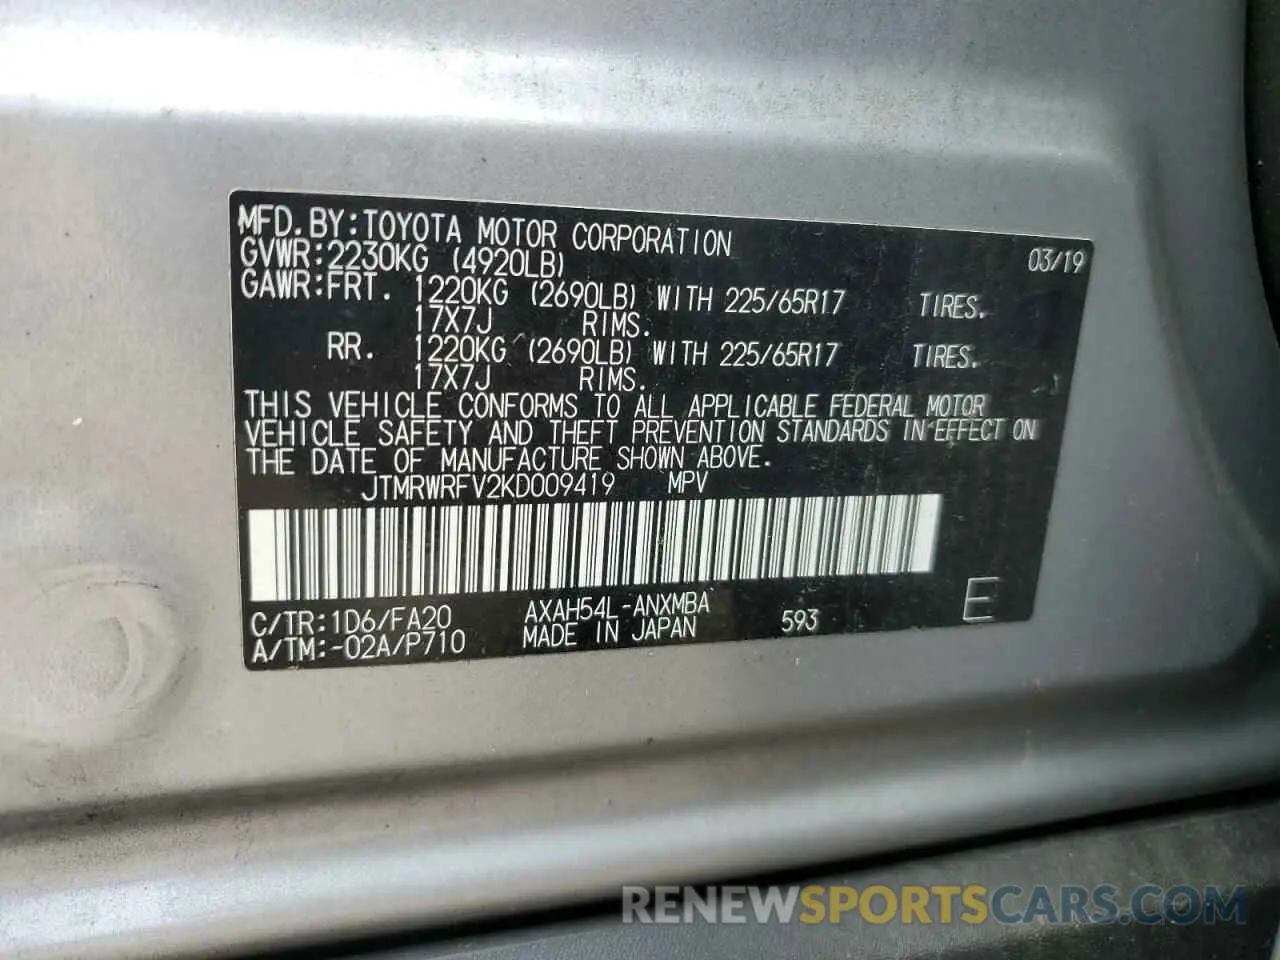 MFD.BY:TOYOTA MOTOR CORPORATION 03/19
GVWR:2230KG (4920LB)
GAWR:FRT. 1220KG (2690LB) WITH 225/65R17 TIRES.
17X7J RIMS.
RR. 1220KG (2690LB) WITH 225/65R17 TIRES.
17X7J RIMS.
THIS VEHICLE CONFORMS TO ALL APPLICABLE FEDERAL MOTOR
VEHICLE SAFETY AND THEFT PREVENTION STANDARDS IN EFFECT ON
THE DATE OF MANUFACTURE SHOWN ABOVE.
JTMRWRFV2KD009419 MPV
C/TR:1D6/FA20 AXAH54L-ANXMBA 593 E
A/TM:-02A/P710 MADE IN JAPAN
RENEWSPORTSCARS.COM